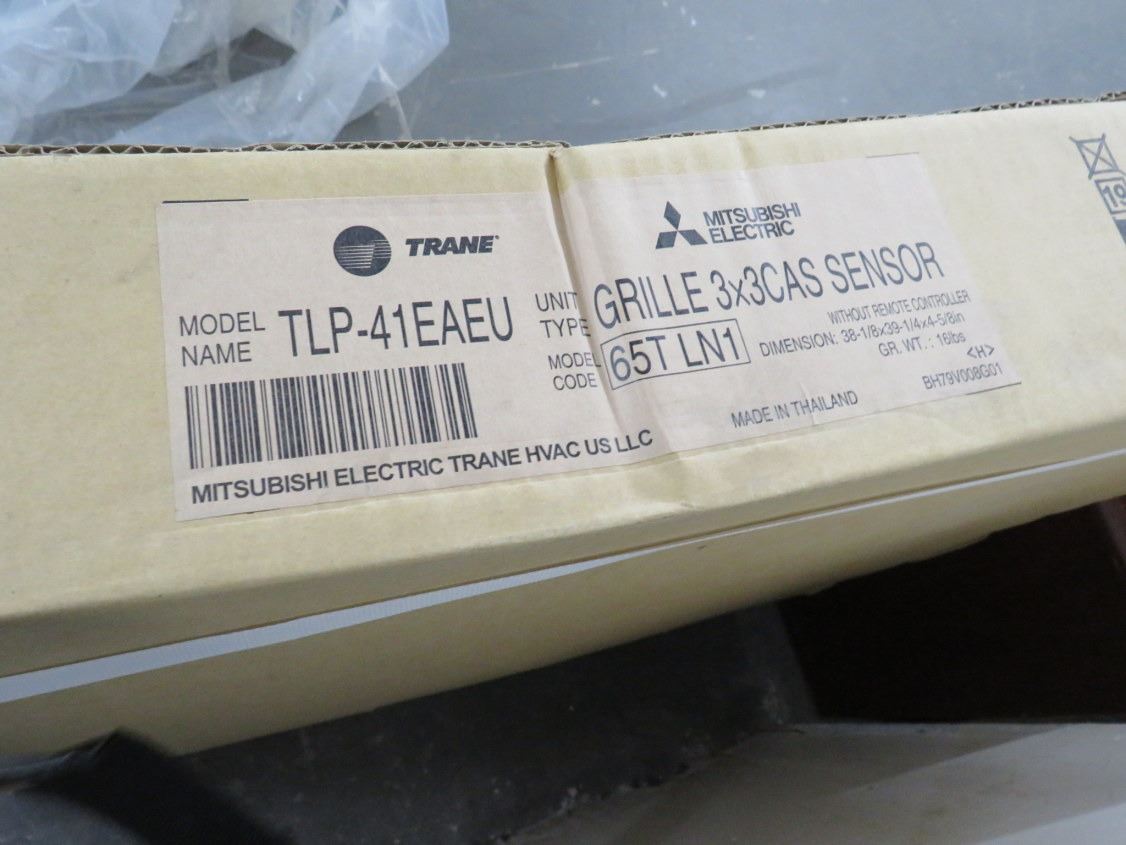 TRANE
MITSUBISHI ELECTRIC
MODEL NAME TLP-41EAEU
UNIT TYPE GRILLE 3x3CAS SENSOR
WITHOUT REMOTE CONTROLLER
MODEL CODE 65T LN1
DIMENSION: 38-1/8x39-1/4x4-5/8in
GR. WT. : 16lbs
<H>
MADE IN THAILAND
BH79V008G01
MITSUBISHI ELECTRIC TRANE HVAC US LLC
19